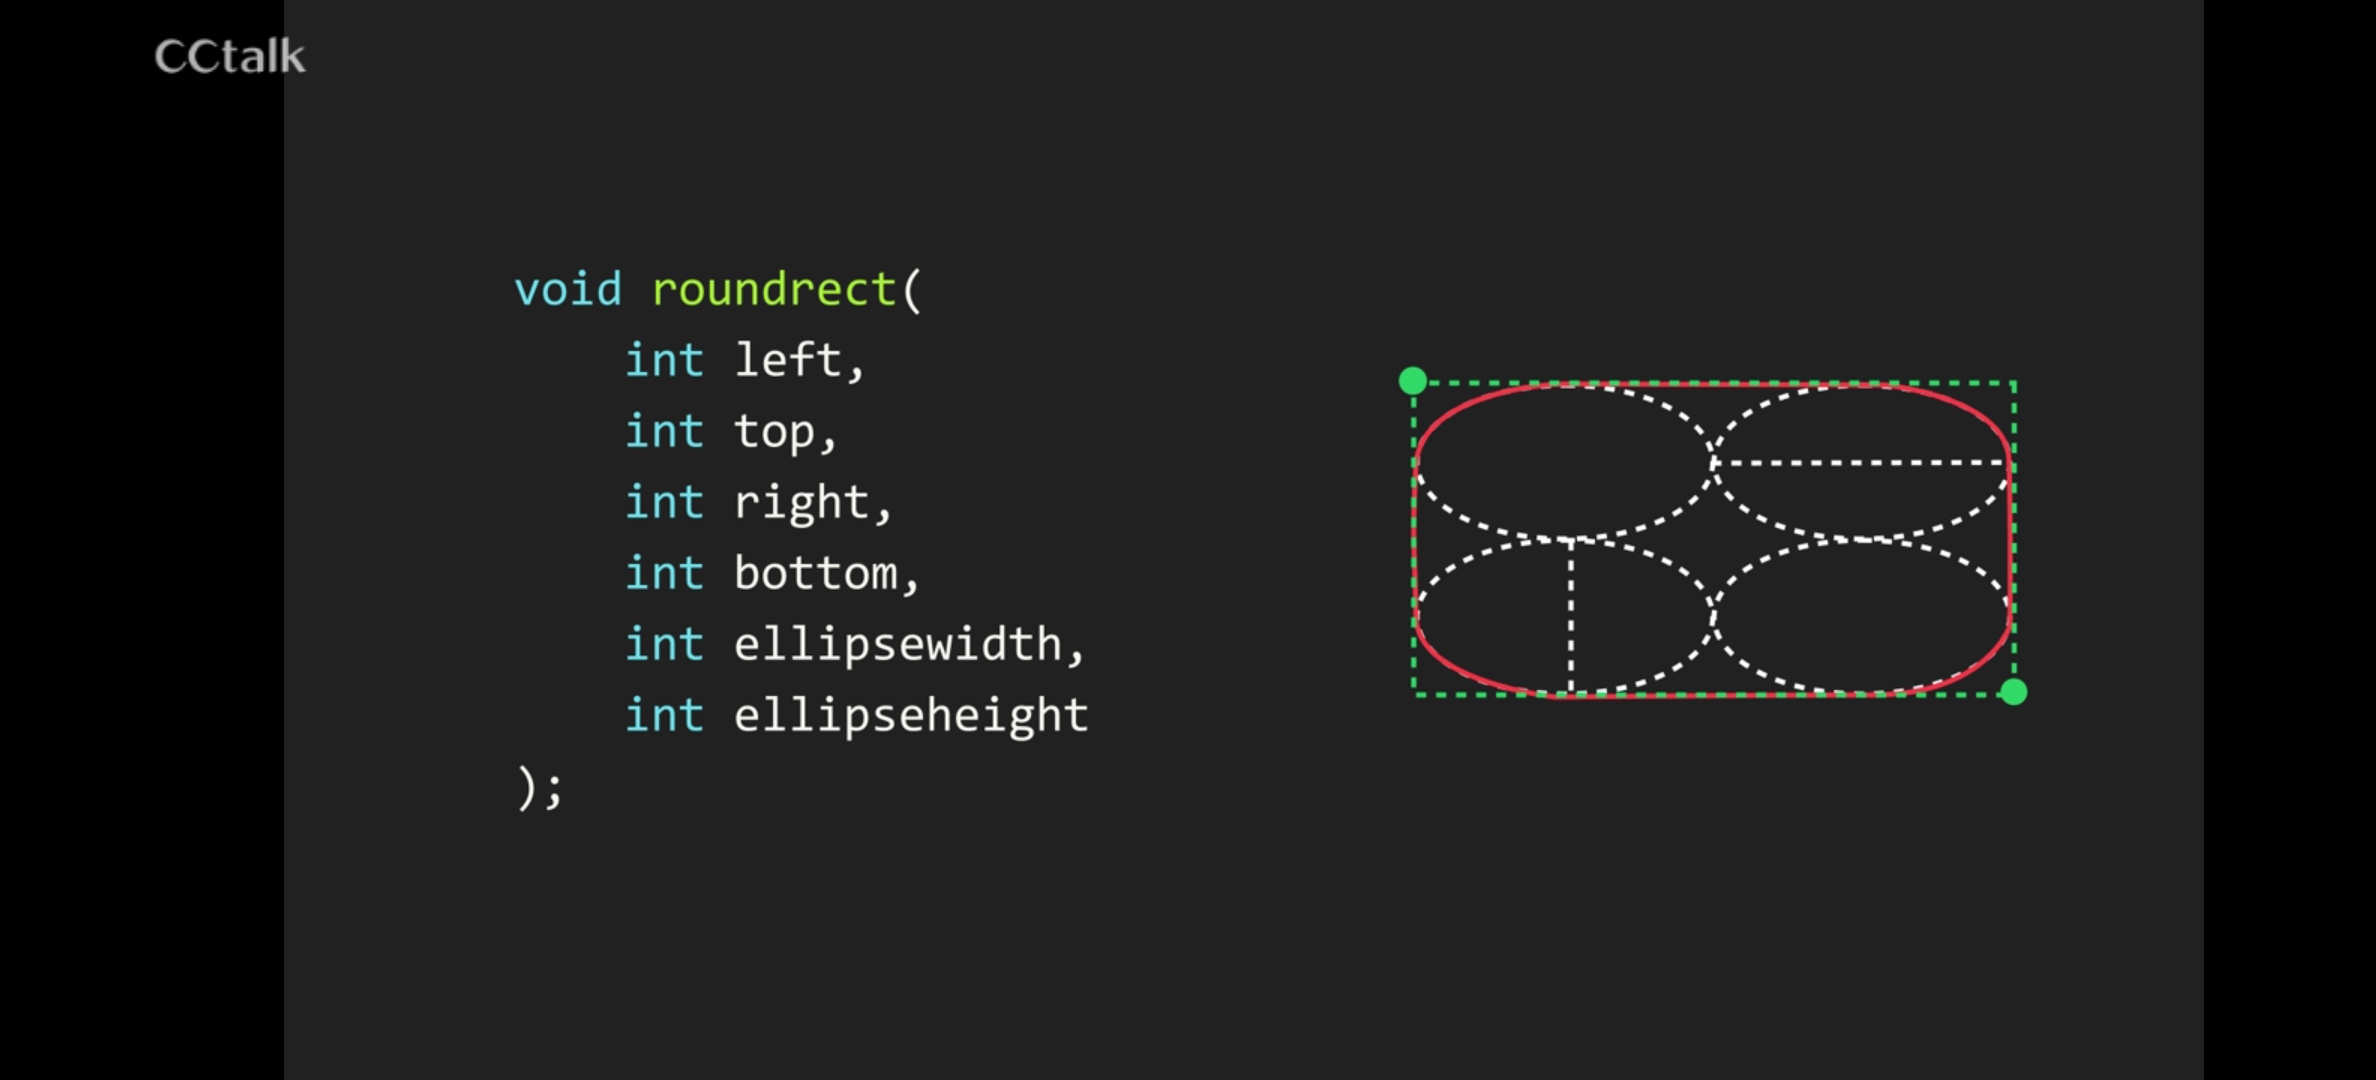 CCtalk
void roundrect(
int left,
int top,
int right,
int bottom,
int ellipsewidth,
int ellipseheight
);